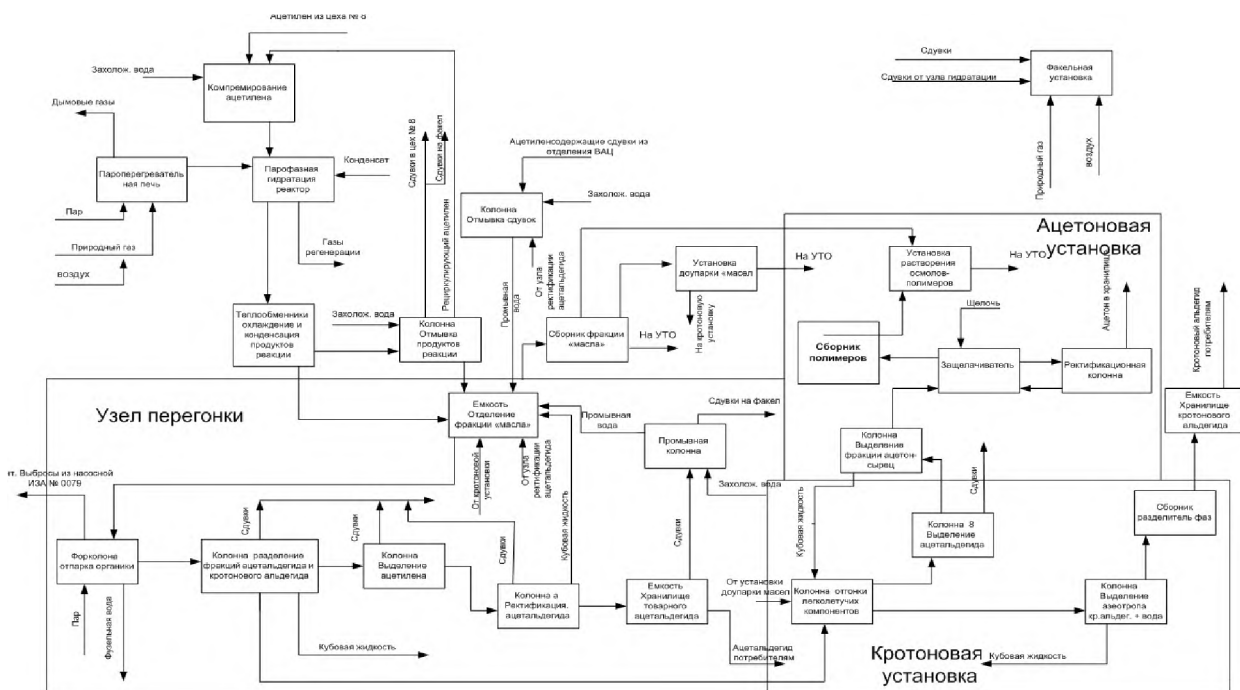 Ацетилен из цеха № 8
Захолож. вода
Компремирование
ацетилена
Дымовые газы
Пароперегреватель
ная печь
Парофазная
гидратация
реактор
Конденсат
Пар
Природный газ
воздух
Газы
регенерации
Сдувки в цех № 8
Сдувки на факел
Рециркулирующий ацетилен
Ацетиленсодержащие сдувки из
отделения ВАЦ
Захолож. вода
Колонна
Отмывка сдувок
Промывная
вода
От узла
ректификации
ацетальдегида
Сдувки
Сдувки от узла гидратации
Факельная
установка
Природный газ
воздух
Теплообменники
охлаждение и
конденсация
продуктов
реакции
Захолож. вода
Колонна
Отмывка
продуктов
реакции
Сборник фракции
«масла»
На УТО
Установка
доупарки «масел
На УТО
На кротоновую
установку
Ацетоновая
установка
Установка
растворения
осмолов-
полимеров
На УТО
Щелочь
Ацетон в хранилище
Сборник
полимеров
Защелачиватель
Ректификационная
колонна
Кротоновый альдегид
потребителям
Емкость
Хранилище
кротонового
альдегида
Узел перегонки
Емкость
Отделение
фракции «масла»
Промывная
вода
Сдувки на факел
Промывная
колонна
Захолож. вода
Колонна
Выделение
фракции ацетон-
сырец
нт. Выбросы из насосной
ИЗА № 0079
От кротоновой
установки
От узла
ректификации
ацетальдегида
Кубовая жидкость
Сдувки
Кубовая жидкость
Сдувки
Колонна 8
Выделение
ацетальдегида
Сборник
разделитель фаз
Форколона
отпарка органики
Сдувки
Колонна разделение
фракций ацетальдегида и
кротонового альдегида
Сдувки
Колонна
Выделение
ацетилена
Сдувки
Колонна а
Ректификация.
ацетальдегида
Емкость
Хранилище
товарного
ацетальдегида
От установки
доупарки масел
Колонна отгонки
легколетучих
компонентов
Колонна
Выделение
азеотропа
кр.альдег. + вода
Пар
Фузельная вода
Кубовая жидкость
Ацетальдегид
потребителям
Кротоновая
установка
Кубовая жидкость